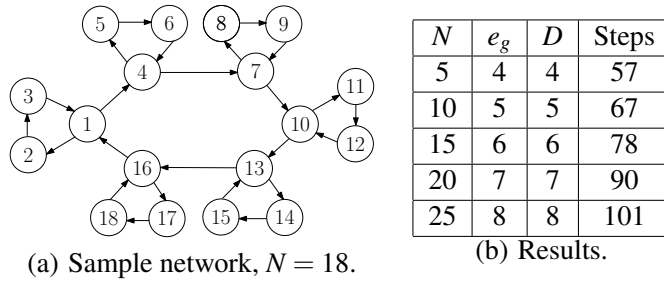 5 6 8 9
4 7
3 11
1 10
2 12
16 13
18 17 15 14
(a) Sample network, N = 18.
N e_g D Steps
5 4 4 57
10 5 5 67
15 6 6 78
20 7 7 90
25 8 8 101
(b) Results.